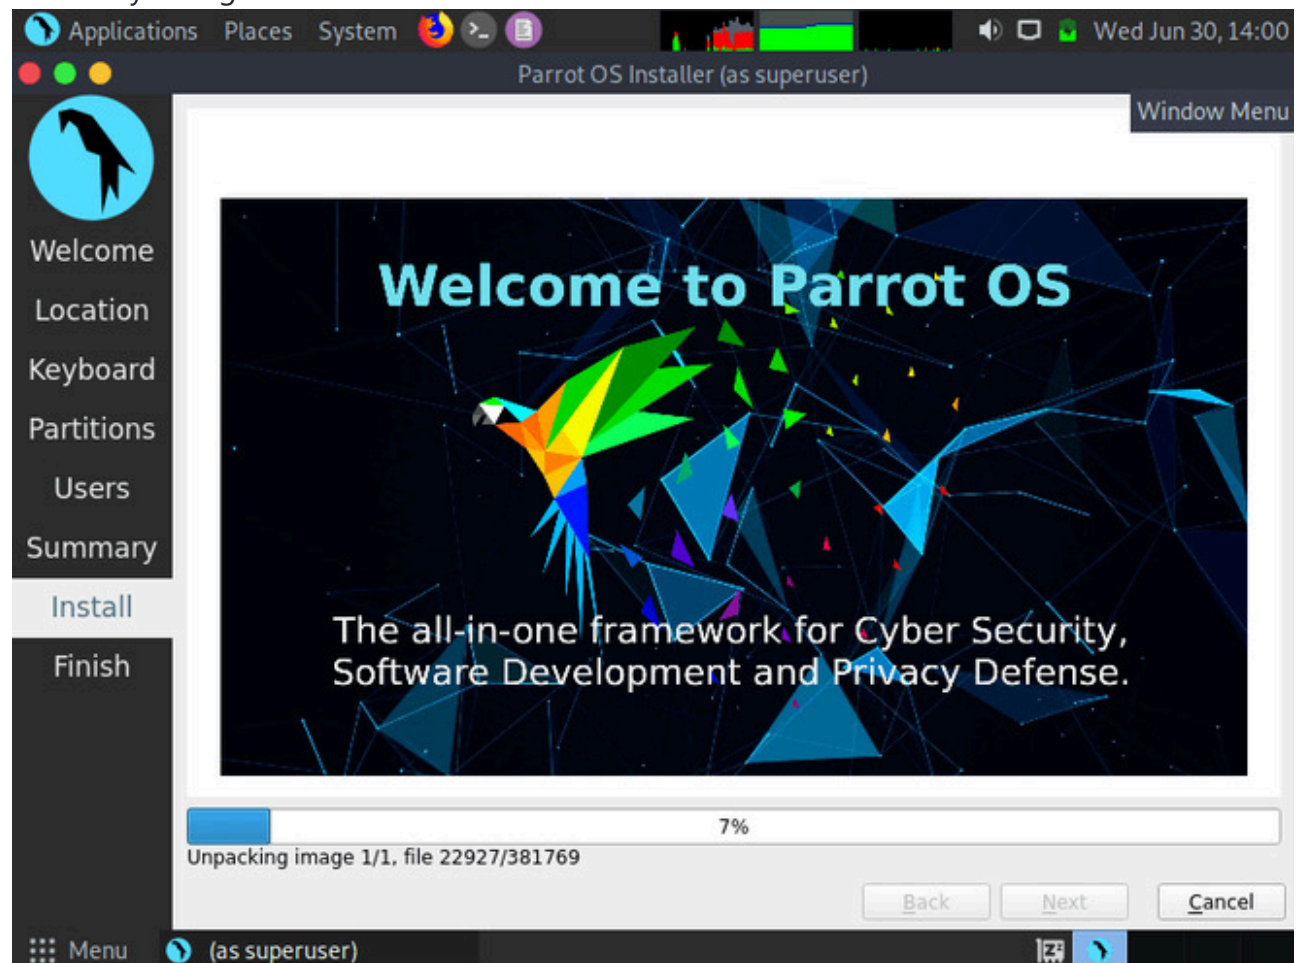 Applications Places System Wed Jun 30, 14:00
Parrot OS Installer (as superuser)
Window Menu
Welcome
Location
Keyboard
Partitions
Users
Summary
Install
Finish
Welcome to Parrot OS
The all-in-one framework for Cyber Security,
Software Development and Privacy Defense.
7%
Unpacking image 1/1, file 22927/381769
Back Next Cancel
Menu (as superuser)